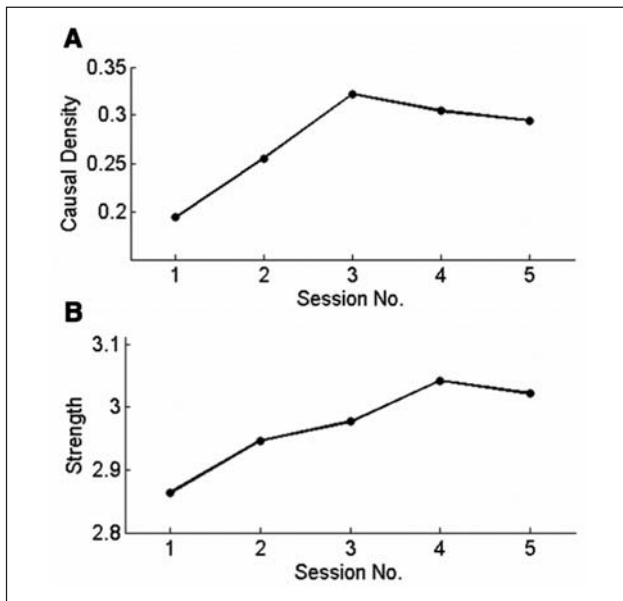 A
0.35
0.3
0.25
0.2
Causal Density
1 2 3 4 5
Session No.
B
3.1
3
2.9
2.8
Strength
1 2 3 4 5
Session No.